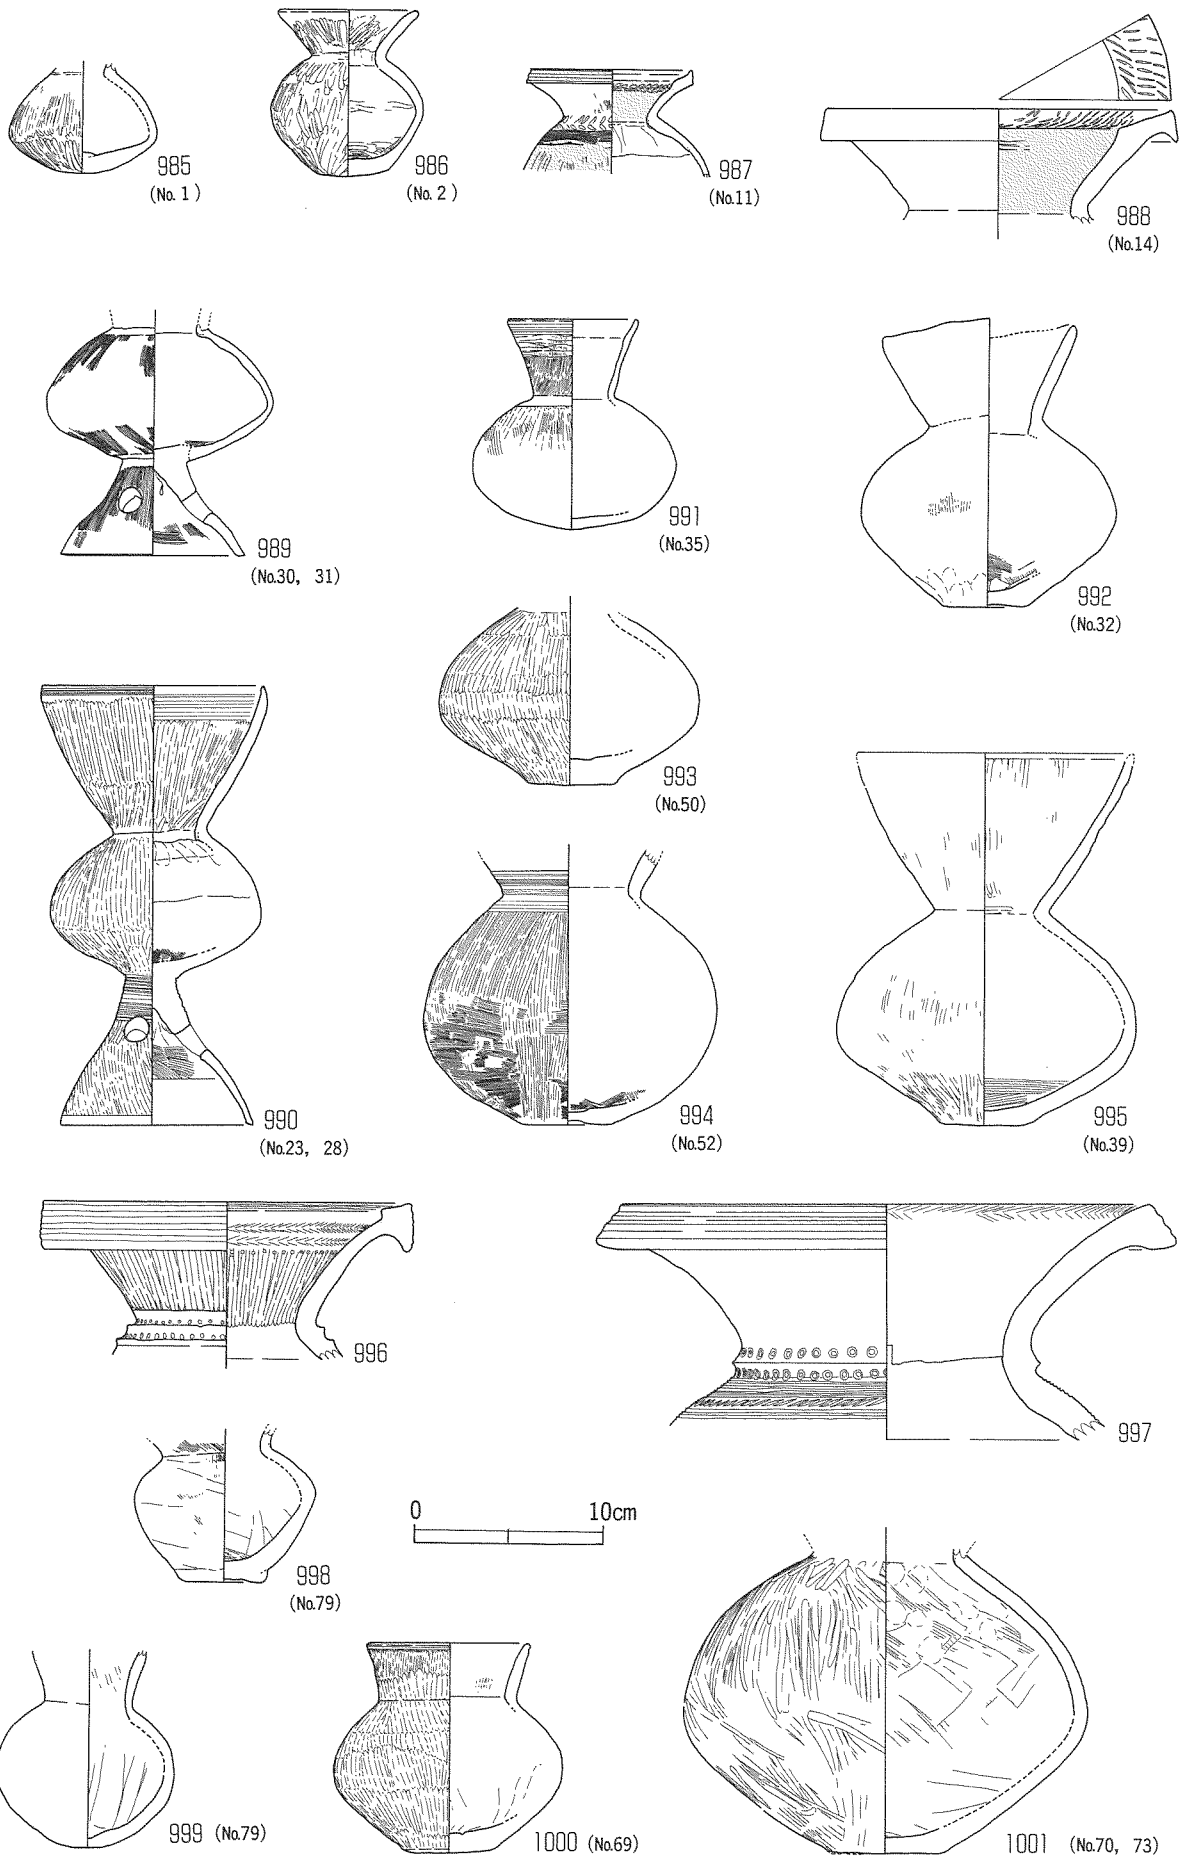 985
(No. 1)
986
(No. 2)
987
(No.11)
988
(No.14)
989
(No.30, 31)
991
(No.35)
992
(No.32)
993
(No.50)
990
(No.23, 28)
994
(No.52)
995
(No.39)
996
997
998
(No.79)
0 10cm
999 (No.79)
1000 (No.69)
1001 (No.70, 73)